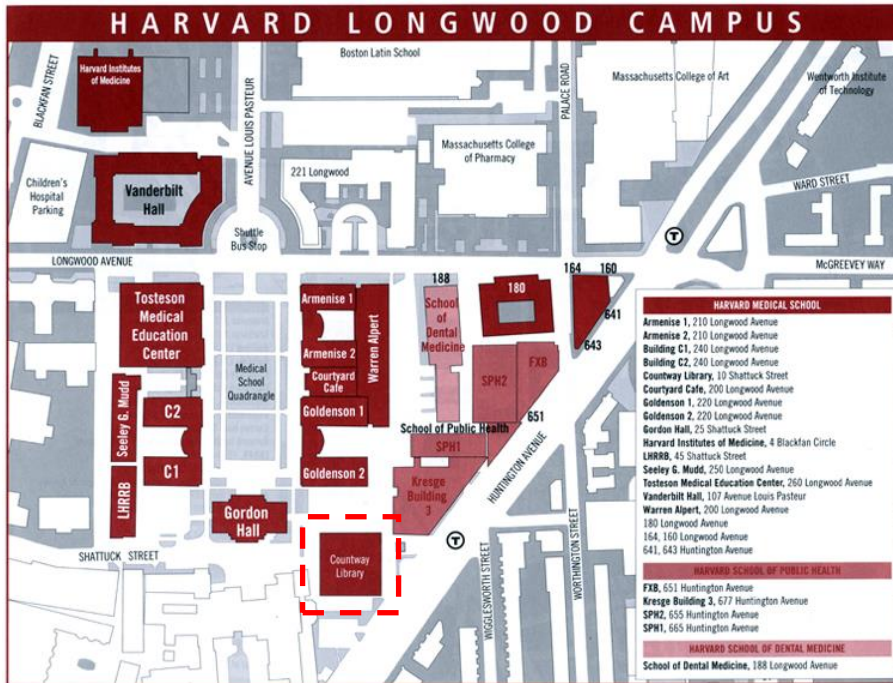 HARVARD LONGWOOD CAMPUS
BLACKFAN STREET
Harvard Institutes
of Medicine
AVENUE LOUIS PASTEUR
Boston Latin School
PALACE ROAD
Massachusetts College of Art
Wentworth Institute
of Technology
Massachusetts College
of Pharmacy
Children's
Hospital
Parking
Vanderbilt
Hall
221 Longwood
WARD STREET
Shuttle
Bus Stop
T
LONGWOOD AVENUE
McGREEVEY WAY
Tosteson
Medical
Education
Center
Armenise 1
Armenise 2
Warren Alpert
Courtyard
Cafe
188
School
of
Dental
Medicine
180
164
160
641
643
Medical
School
Quadrangle
SPH2
FXB
651
Seeley G. Mudd
C2
C1
LHRRB
Goldenson 1
Goldenson 2
School of Public Health
SPH1
Kresge
Building
3
HUNTINGTON AVENUE
Gordon
Hall
SHATTUCK STREET
Countway
Library
T
WIGGLESWORTH STREET
WORTHINGTON STREET
HARVARD MEDICAL SCHOOL
Armenise 1, 210 Longwood Avenue
Armenise 2, 210 Longwood Avenue
Building C1, 240 Longwood Avenue
Building C2, 240 Longwood Avenue
Countway Library, 10 Shattuck Street
Courtyard Cafe, 200 Longwood Avenue
Goldenson 1, 220 Longwood Avenue
Goldenson 2, 220 Longwood Avenue
Gordon Hall, 25 Shattuck Street
Harvard Institutes of Medicine, 4 Blackfan Circle
LHRRB, 45 Shattuck Street
Seeley G. Mudd, 250 Longwood Avenue
Tosteson Medical Education Center, 260 Longwood Avenue
Vanderbilt Hall, 107 Avenue Louis Pasteur
Warren Alpert, 200 Longwood Avenue
180 Longwood Avenue
164, 160 Longwood Avenue
641, 643 Huntington Avenue
HARVARD SCHOOL OF PUBLIC HEALTH
FXB, 651 Huntington Avenue
Kresge Building 3, 677 Huntington Avenue
SPH2, 655 Huntington Avenue
SPH1, 665 Huntington Avenue
HARVARD SCHOOL OF DENTAL MEDICINE
School of Dental Medicine, 188 Longwood Avenue